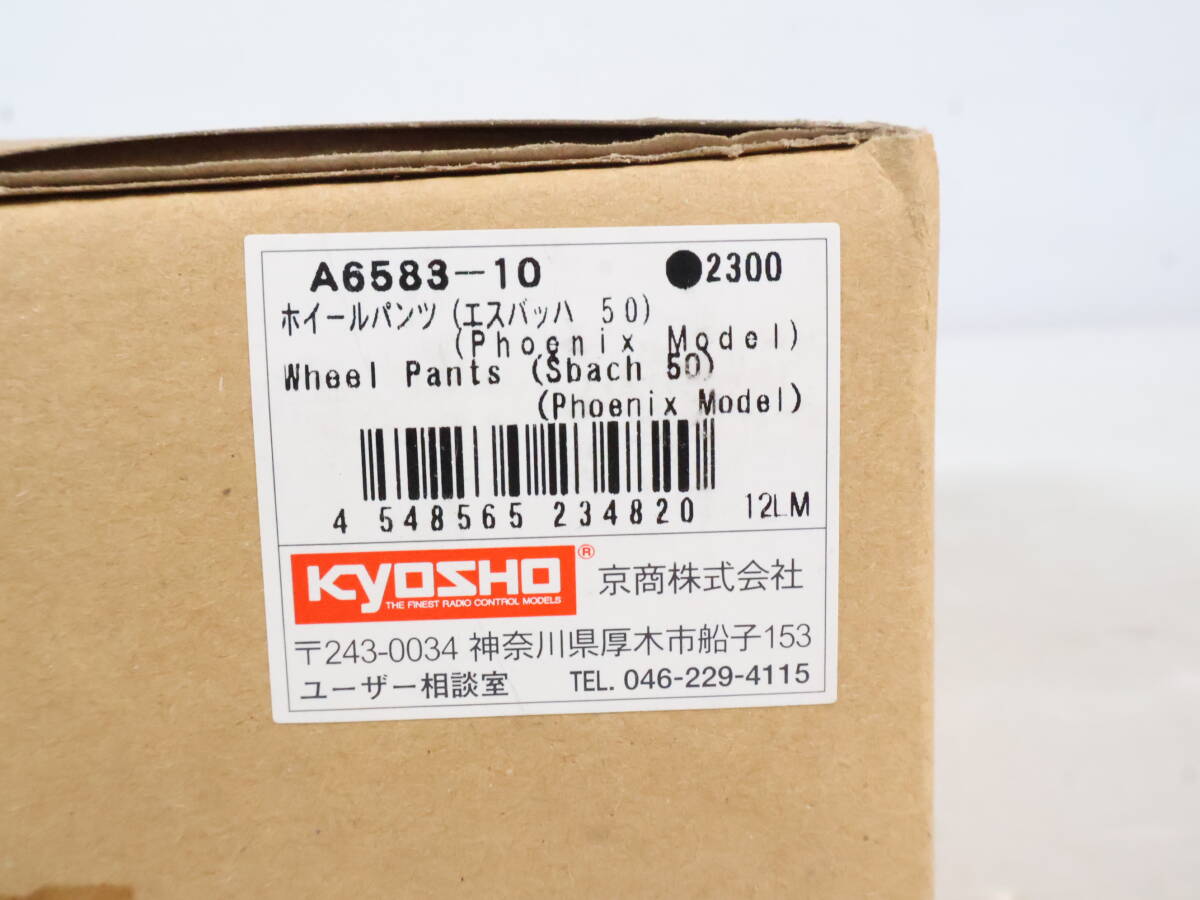 A6583-10 ●2300
ホイールパンツ(エスバッハ 50)
(Phoenix Model)
Wheel Pants (Sbach 50)
(Phoenix Model)
4 548565 234820 12LM
KYOSHO® 京商株式会社
THE FINEST RADIO CONTROL MODELS
〒243-0034 神奈川県厚木市船子153
ユーザー相談室 TEL. 046-229-4115